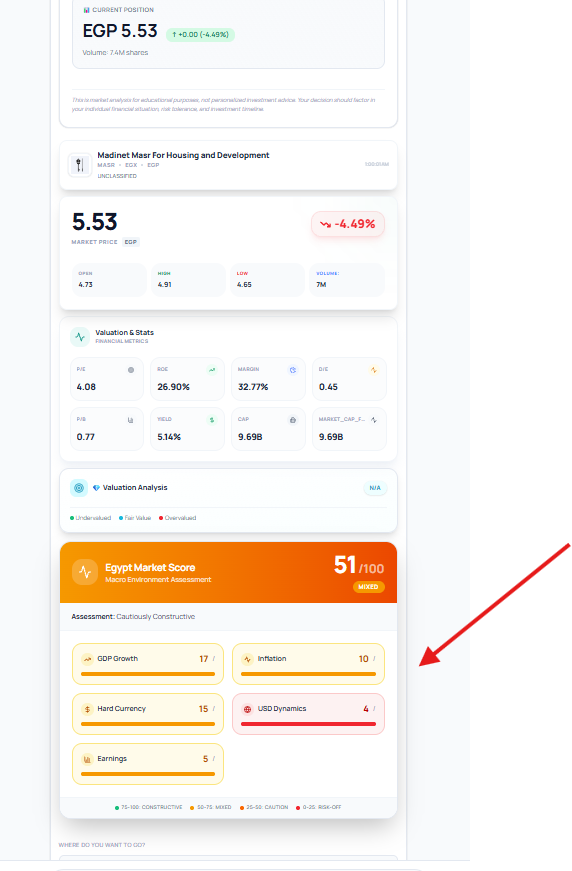 CURRENT POSITION
EGP 5.53 ↑ +0.00 (-4.49%)
Volume: 7.4M shares
This is market analysis for educational purposes, not personalized investment advice. Your decision should factor in
your individual financial situation, risk tolerance, and investment timeline.
Madinet Masr For Housing and Development
MASR • EGX • EGP
UNCLASSIFIED
5.53
-4.49%
MARKET PRICE EGP
OPEN HIGH LOW VOLUME:
4.73 4.91 4.65 7M
Valuation & Stats
FINANCIAL METRICS
P/E ROE MARGIN D/E
4.08 26.90% 32.77% 0.45
P/B YIELD CAP MARKET_CAP_F...
0.77 5.14% 9.69B 9.69B
Valuation Analysis N/A
Undervalued Fair Value Overvalued
Egypt Market Score
Macro Environment Assessment
51/100
MIXED
Assessment: Cautiously Constructive
GDP Growth 17 / Inflation 10 /
Hard Currency 15 / USD Dynamics 4 /
Earnings 5 /
75-100: CONSTRUCTIVE 50-75: MIXED 25-50: CAUTION 0-25: RISK-OFF
WHERE DO YOU WANT TO GO?